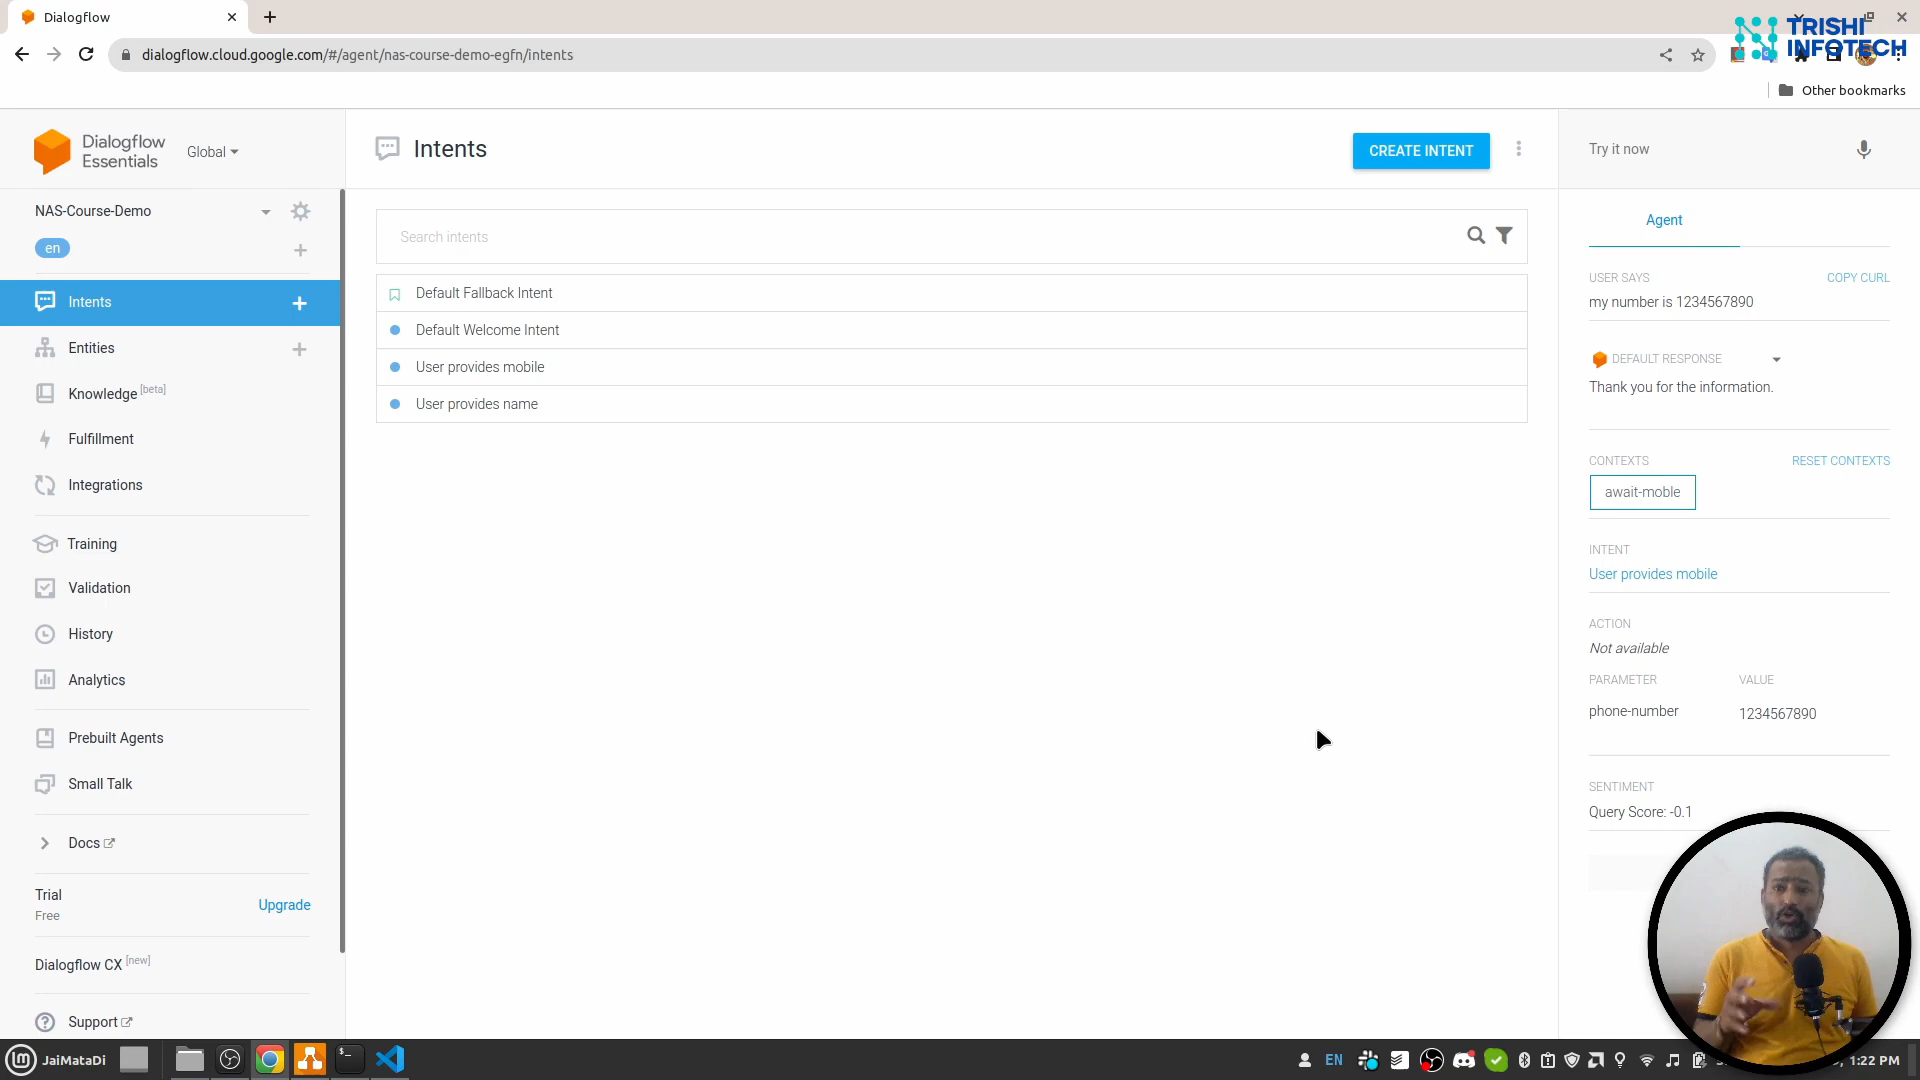 Dialogflow
TRISHI
INFOTECH
dialogflow.cloud.google.com/#/agent/nas-course-demo-egfn/intents
Other bookmarks
Dialogflow
Essentials
Global
Intents
CREATE INTENT
Try it now
NAS-Course-Demo
en
Search intents
Agent
Intents
Default Fallback Intent
Default Welcome Intent
User provides mobile
User provides name
USER SAYS
COPY CURL
my number is 1234567890
Entities
Knowledge [beta]
Fulfillment
Integrations
DEFAULT RESPONSE
Thank you for the information.
CONTEXTS
RESET CONTEXTS
await-moble
Training
Validation
History
Analytics
INTENT
User provides mobile
ACTION
Not available
PARAMETER
VALUE
phone-number
1234567890
Prebuilt Agents
Small Talk
SENTIMENT
Query Score: -0.1
Docs
Trial
Free
Upgrade
Dialogflow CX [new]
Support
JaiMataDi
EN
1:22 PM